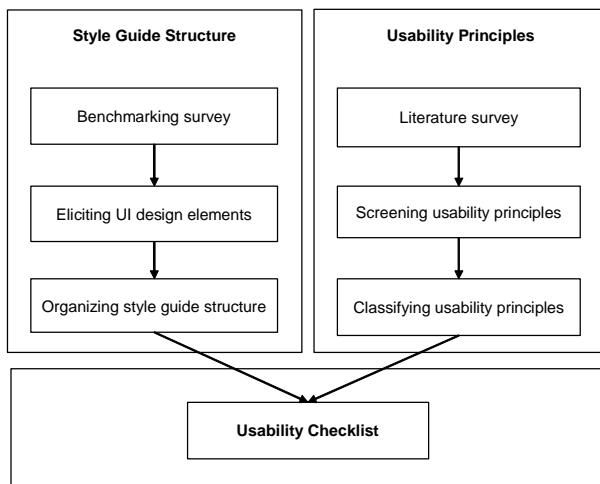 Style Guide Structure
Benchmarking survey
Eliciting UI design elements
Organizing style guide structure
Usability Principles
Literature survey
Screening usability principles
Classifying usability principles
Usability Checklist